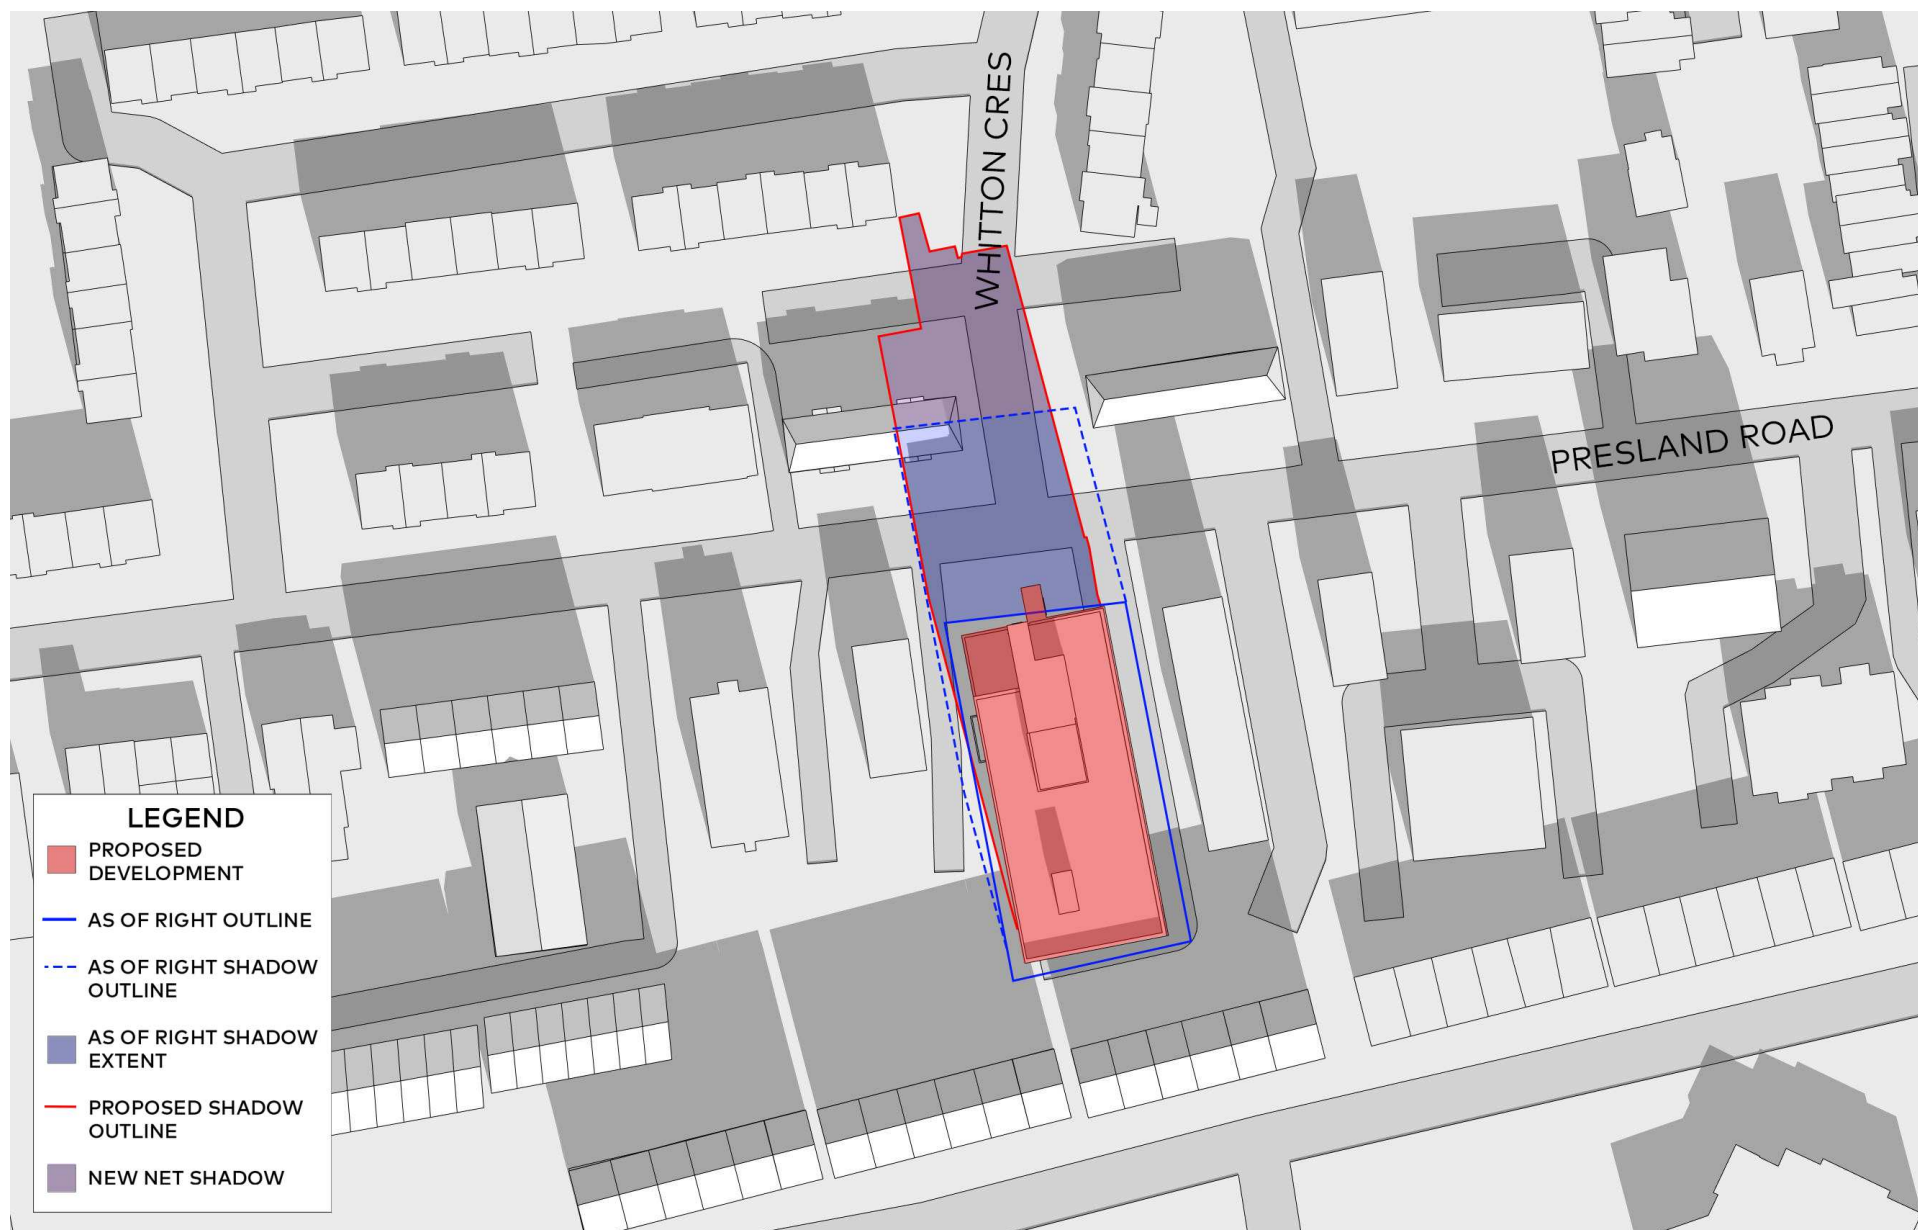 WHITTON CRES
PRESLAND ROAD
LEGEND
PROPOSED
DEVELOPMENT
AS OF RIGHT OUTLINE
AS OF RIGHT SHADOW
OUTLINE
AS OF RIGHT SHADOW
EXTENT
PROPOSED SHADOW
OUTLINE
NEW NET SHADOW